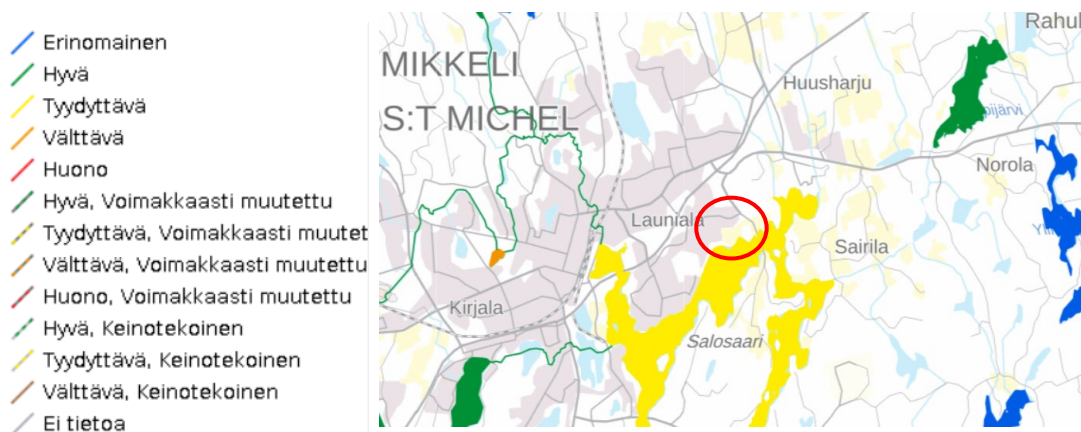 Erinomainen
Hyvä
Tyydyttävä
Välttävä
Huono
Hyvä, Voimakkaasti muutettu
Tyydyttävä, Voimakkaasti muutet
Välttävä, Voimakkaasti muutettu
Huono, Voimakkaasti muutettu
Hyvä, Keinotekoinen
Tyydyttävä, Keinotekoinen
Välttävä, Keinotekoinen
Ei tietoa
Rahul
MIKKELI
S:T MICHEL
Huusharju
pijärvi
Norola
Launiala
Sairila
Kirjala
Salosaari